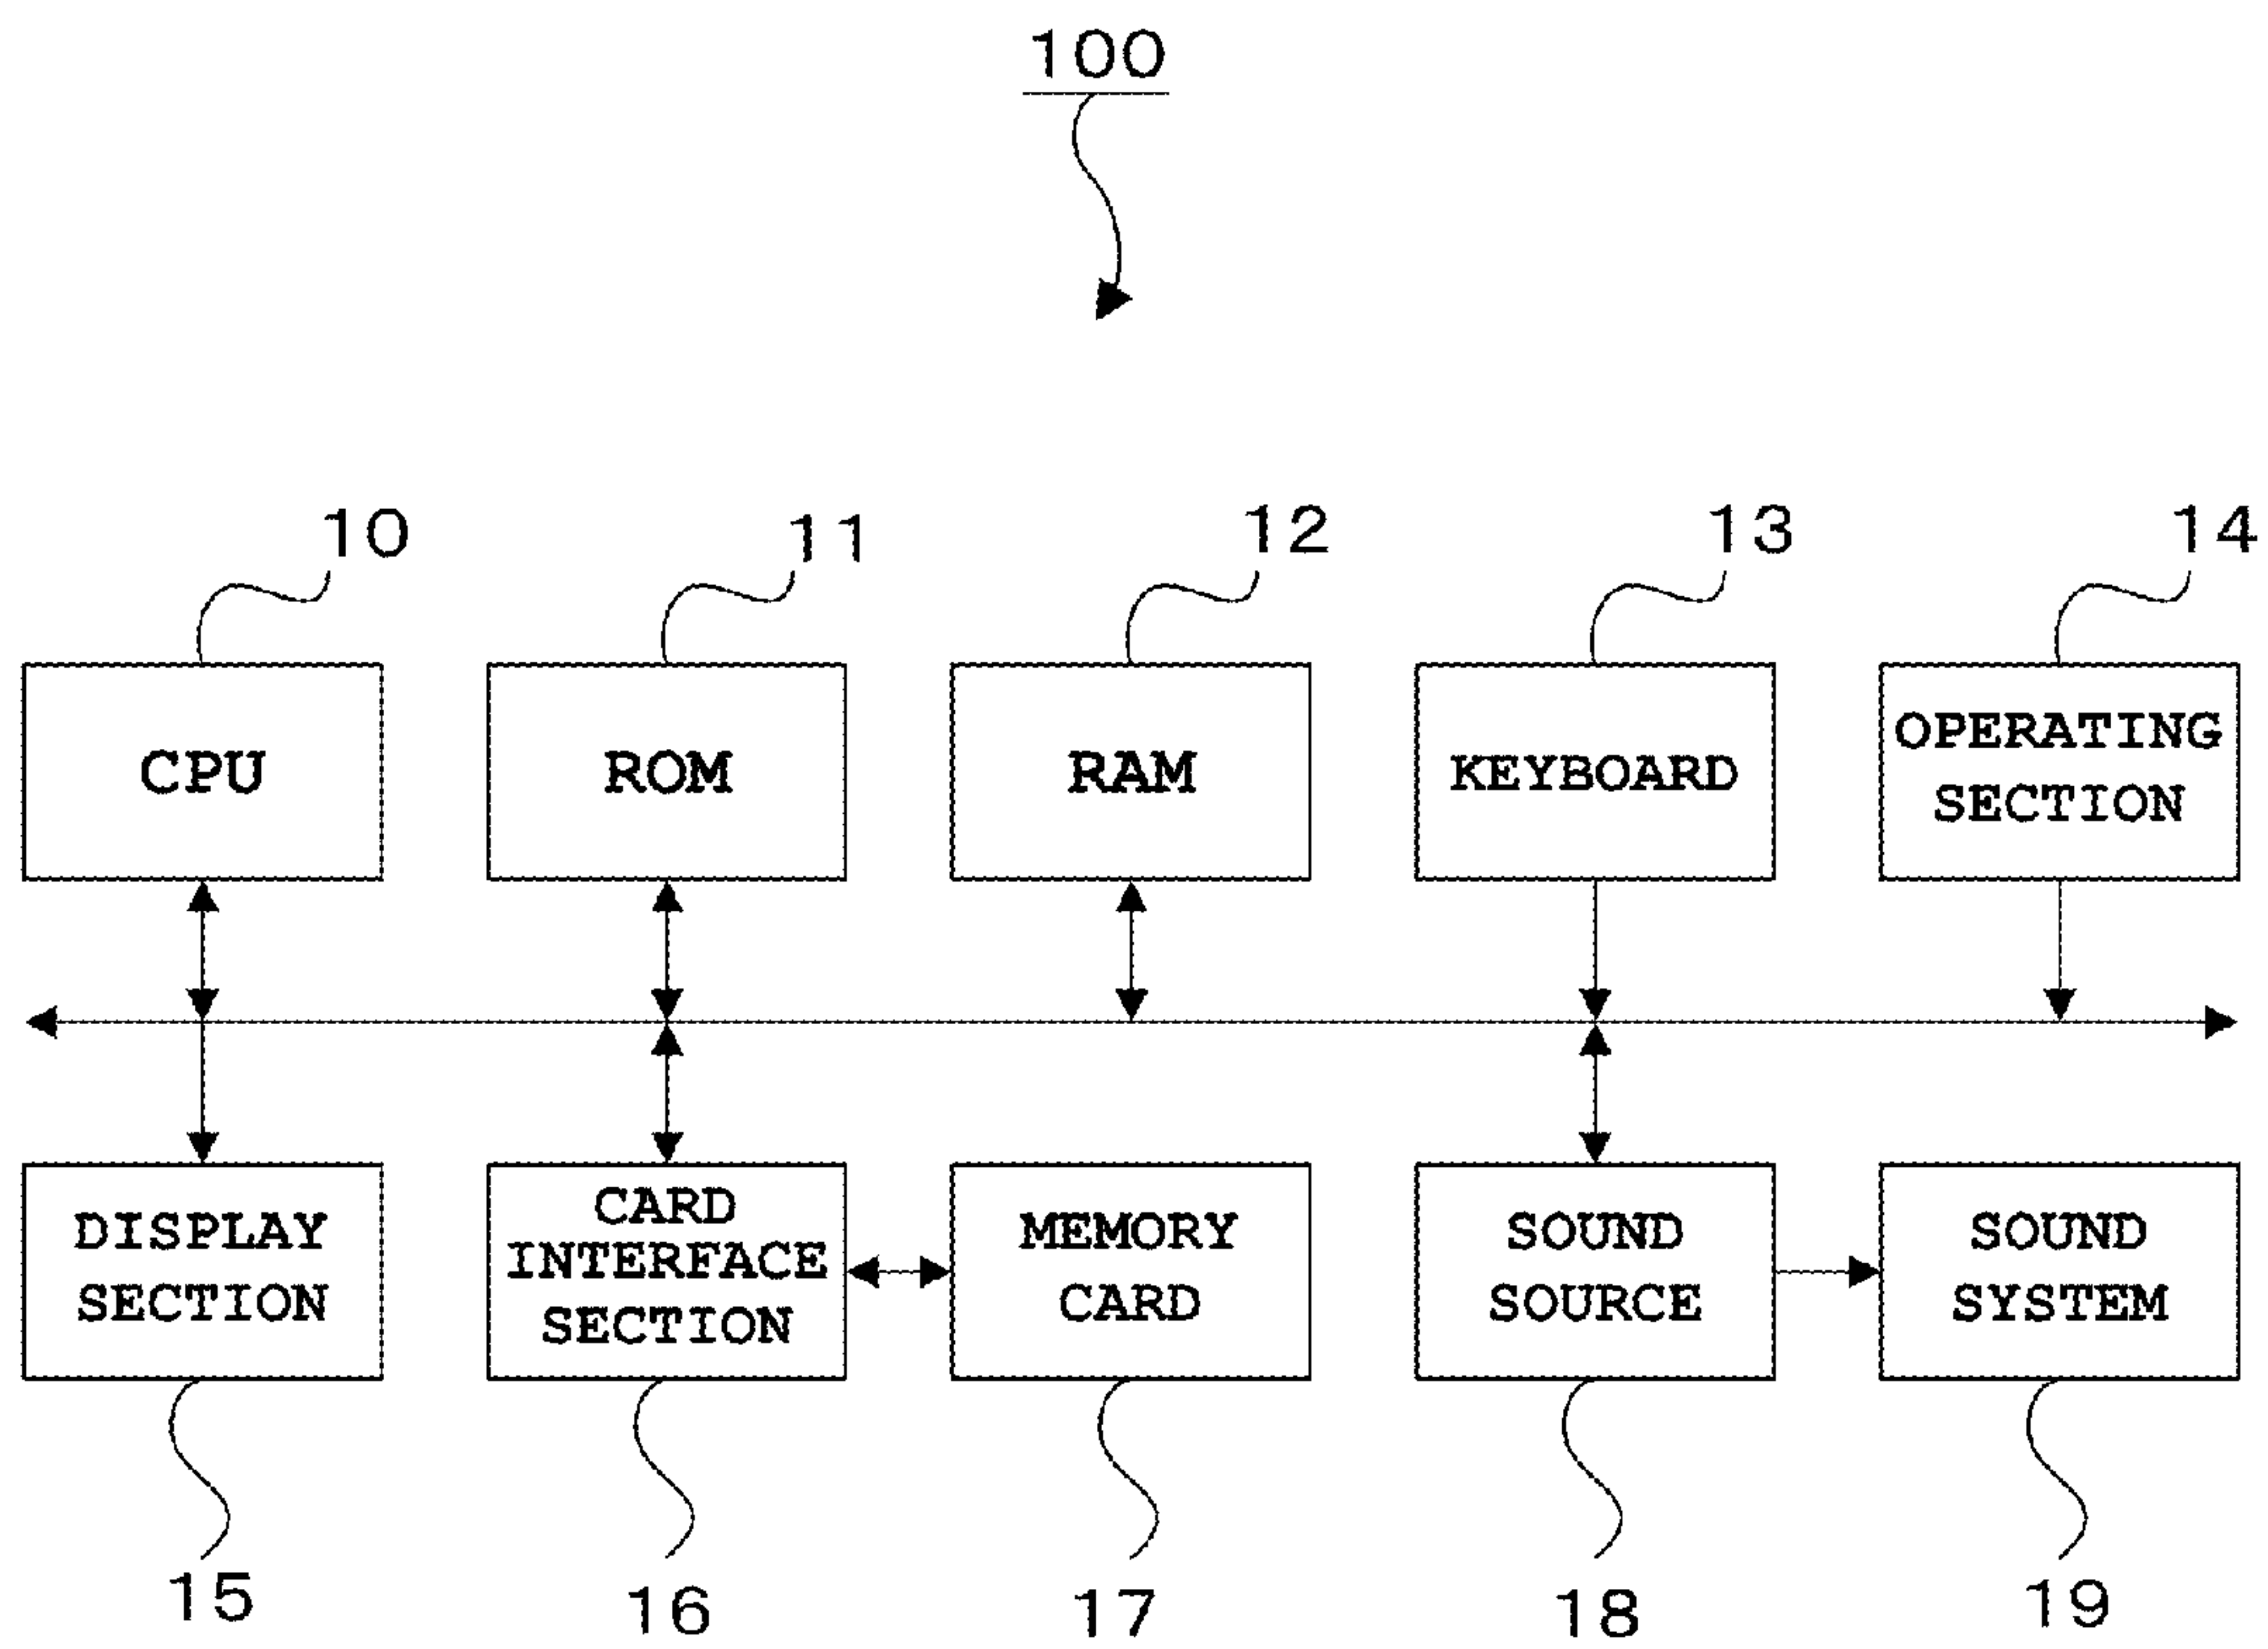 100
10
11
12
13
14
CPU
ROM
RAM
KEYBOARD
OPERATING
SECTION
DISPLAY
SECTION
CARD
INTERFACE
SECTION
MEMORY
CARD
SOUND
SOURCE
SOUND
SYSTEM
15
16
17
18
19